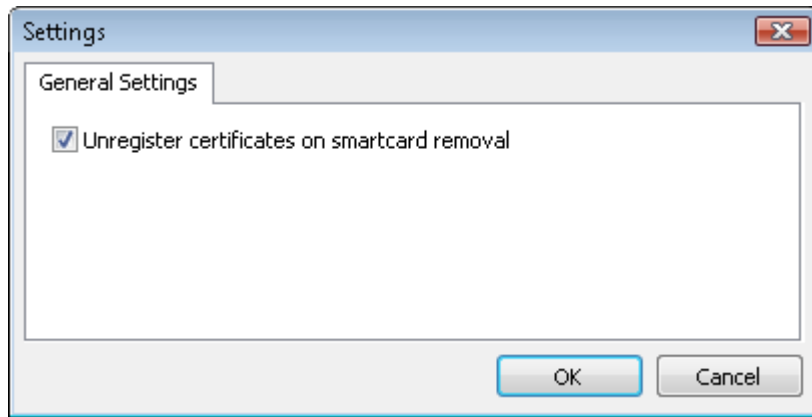 Settings
General Settings
Unregister certificates on smartcard removal
OK Cancel